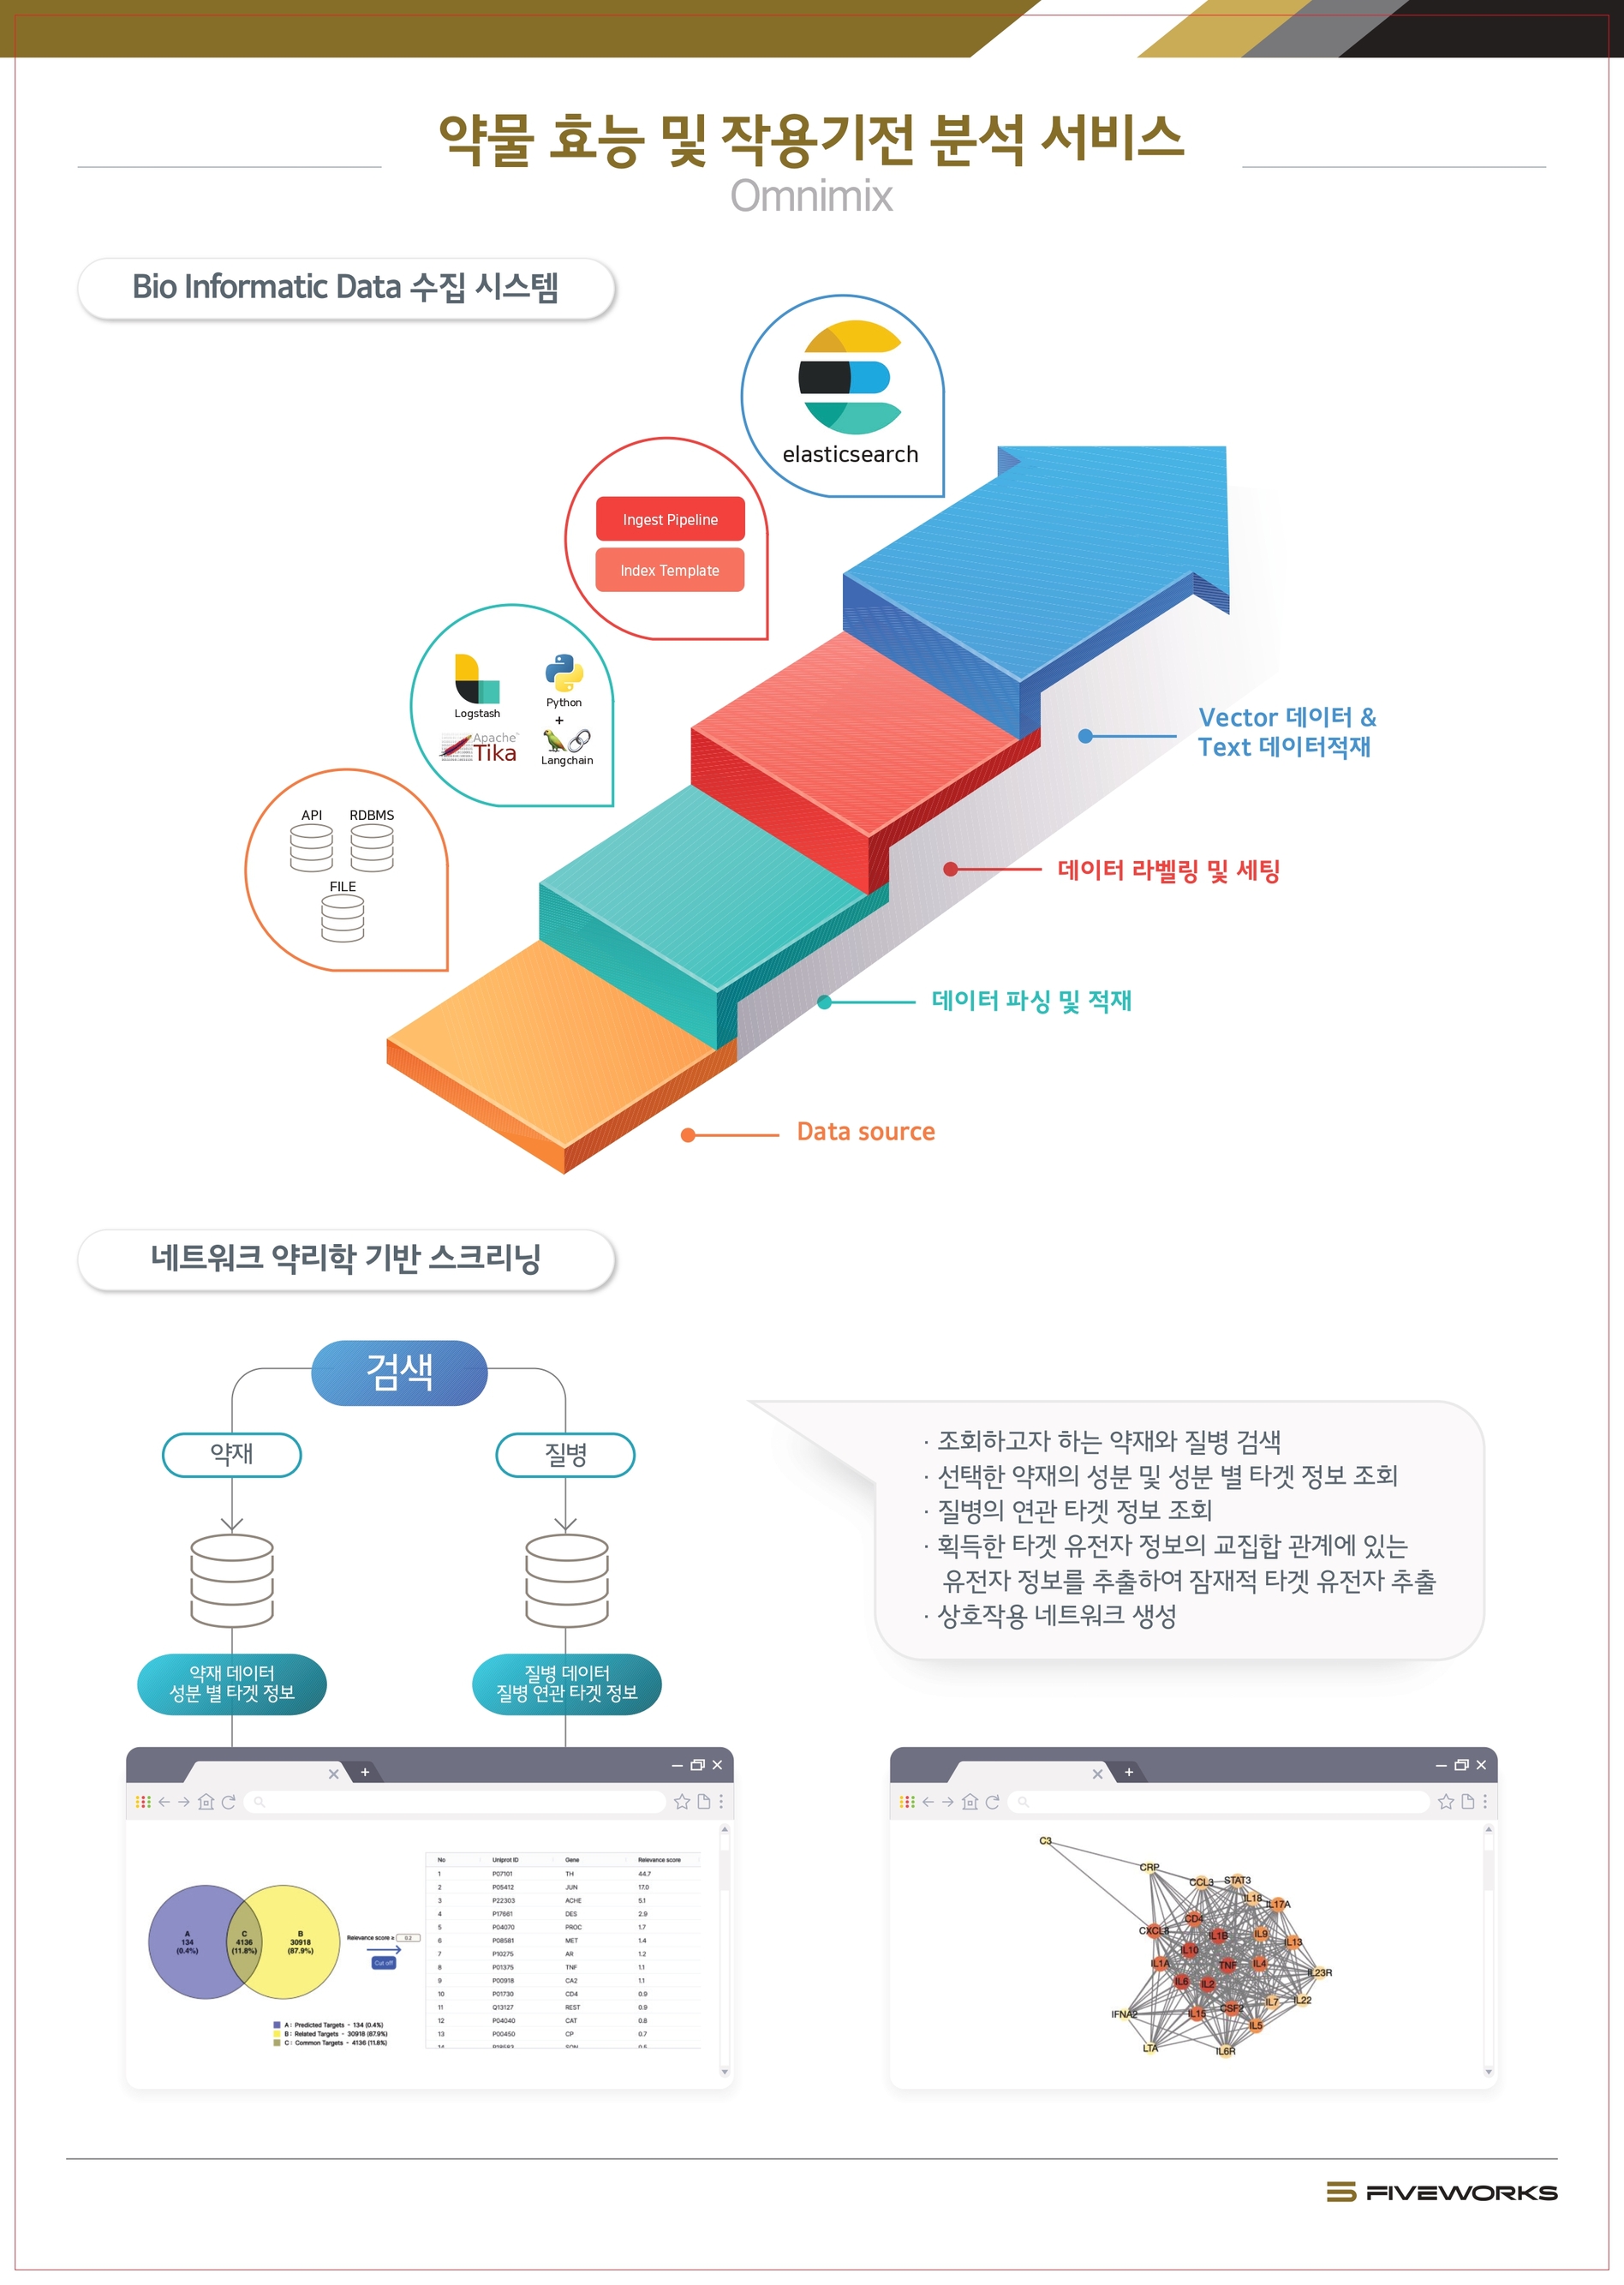 약물 효능 및 작용기전 분석 서비스
Omnimix
Bio Informatic Data 수집 시스템
elasticsearch
Ingest Pipeline
Index Template
Logstash
Python
+
Apache™
Tika
Langchain
API
RDBMS
FILE
Vector 데이터 &
Text 데이터적재
데이터 라벨링 및 세팅
데이터 파싱 및 적재
Data source
네트워크 약리학 기반 스크리닝
검색
약재
질병
약재 데이터
성분 별 타겟 정보
질병 데이터
질병 연관 타겟 정보
· 조회하고자 하는 약재와 질병 검색
· 선택한 약재의 성분 및 성분 별 타겟 정보 조회
· 질병의 연관 타겟 정보 조회
· 획득한 타겟 유전자 정보의 교집합 관계에 있는
유전자 정보를 추출하여 잠재적 타겟 유전자 추출
· 상호작용 네트워크 생성
A
134
(0.4%)
C
4136
(11.8%)
B
30918
(87.9%)
Relevance score ≥ 0.2
Cut off
A : Predicted Targets - 134 (0.4%)
B : Related Targets - 30918 (87.9%)
C : Common Targets - 4136 (11.8%)
No Uniprot ID Gene Relevance score
1 P07101 TH 44.7
2 P05412 JUN 17.0
3 P22303 ACHE 5.1
4 P17661 DES 2.9
5 P04070 PROC 1.7
6 P08581 MET 1.4
7 P10275 AR 1.2
8 P01375 TNF 1.1
9 P00918 CA2 1.1
10 P01730 CD4 0.9
11 Q13127 REST 0.9
12 P04040 CAT 0.8
13 P00450 CP 0.7
C3
CRP
CCL3
STAT3
IL18
IL17A
CD4
CXCL8
IL1B
IL9
IL13
IL10
IL1A
TNF
IL4
IL23R
IL6
IL2
IL7
IL22
IFNA2
IL15
CSF2
IL5
LTA
IL6R
FIVEWORKS